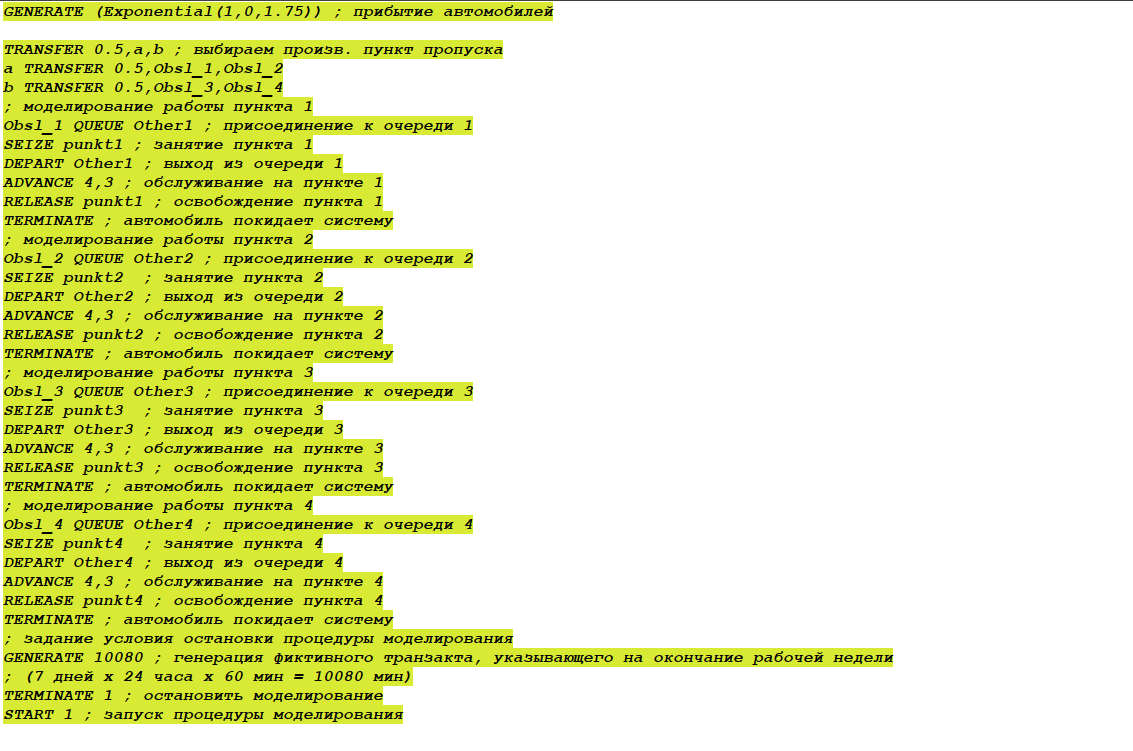 GENERATE (Exponential(1,0,1.75)) ; прибытие автомобилей
TRANSFER 0.5,a,b ; выбираем произв. пункт пропуска
a TRANSFER 0.5,Obsl_1,Obsl_2
b TRANSFER 0.5,Obsl_3,Obsl_4
; моделирование работы пункта 1
Obsl_1 QUEUE Other1 ; присоединение к очереди 1
SEIZE punkt1 ; занятие пункта 1
DEPART Other1 ; выход из очереди 1
ADVANCE 4,3 ; обслуживание на пункте 1
RELEASE punkt1 ; освобождение пункта 1
TERMINATE ; автомобиль покидает систему
; моделирование работы пункта 2
Obsl_2 QUEUE Other2 ; присоединение к очереди 2
SEIZE punkt2  ; занятие пункта 2
DEPART Other2 ; выход из очереди 2
ADVANCE 4,3 ; обслуживание на пункте 2
RELEASE punkt2 ; освобождение пункта 2
TERMINATE ; автомобиль покидает систему
; моделирование работы пункта 3
Obsl_3 QUEUE Other3 ; присоединение к очереди 3
SEIZE punkt3  ; занятие пункта 3
DEPART Other3 ; выход из очереди 3
ADVANCE 4,3 ; обслуживание на пункте 3
RELEASE punkt3 ; освобождение пункта 3
TERMINATE ; автомобиль покидает систему
; моделирование работы пункта 4
Obsl_4 QUEUE Other4 ; присоединение к очереди 4
SEIZE punkt4  ; занятие пункта 4
DEPART Other4 ; выход из очереди 4
ADVANCE 4,3 ; обслуживание на пункте 4
RELEASE punkt4 ; освобождение пункта 4
TERMINATE ; автомобиль покидает систему
; задание условия остановки процедуры моделирования
GENERATE 10080 ; генерация фиктивного транзакта, указывающего на окончание рабочей недели
; (7 дней х 24 часа х 60 мин = 10080 мин)
TERMINATE 1 ; остановить моделирование
START 1 ; запуск процедуры моделирования